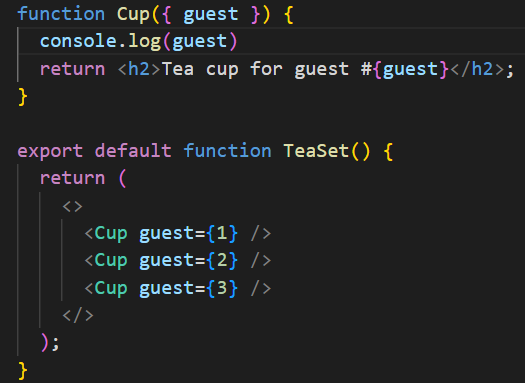 function Cup({ guest }) {
console.log(guest)
return <h2>Tea cup for guest #{guest}</h2>;
}
export default function TeaSet() {
return (
<>
<Cup guest={1} />
<Cup guest={2} />
<Cup guest={3} />
</>
);
}